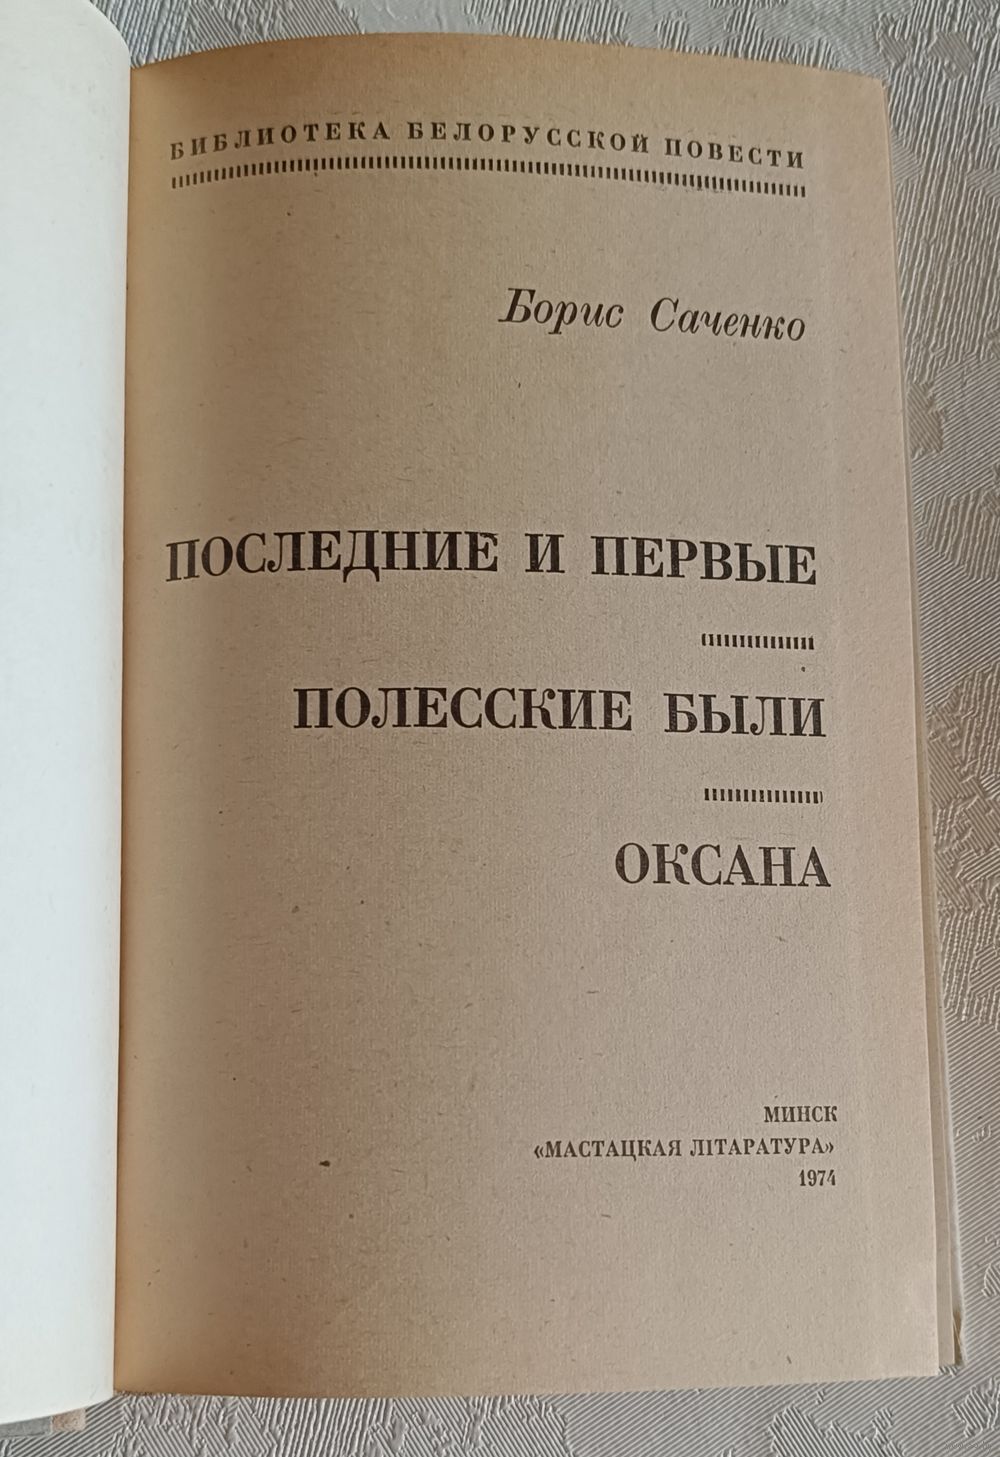 БИБЛИОТЕКА БЕЛОРУССКОЙ ПОВЕСТИ
Борис Саченко
ПОСЛЕДНИЕ И ПЕРВЫЕ
ПОЛЕССКИЕ БЫЛИ
ОКСАНА
МИНСК
«МАСТАЦКАЯ ЛІТАРАТУРА»
1974